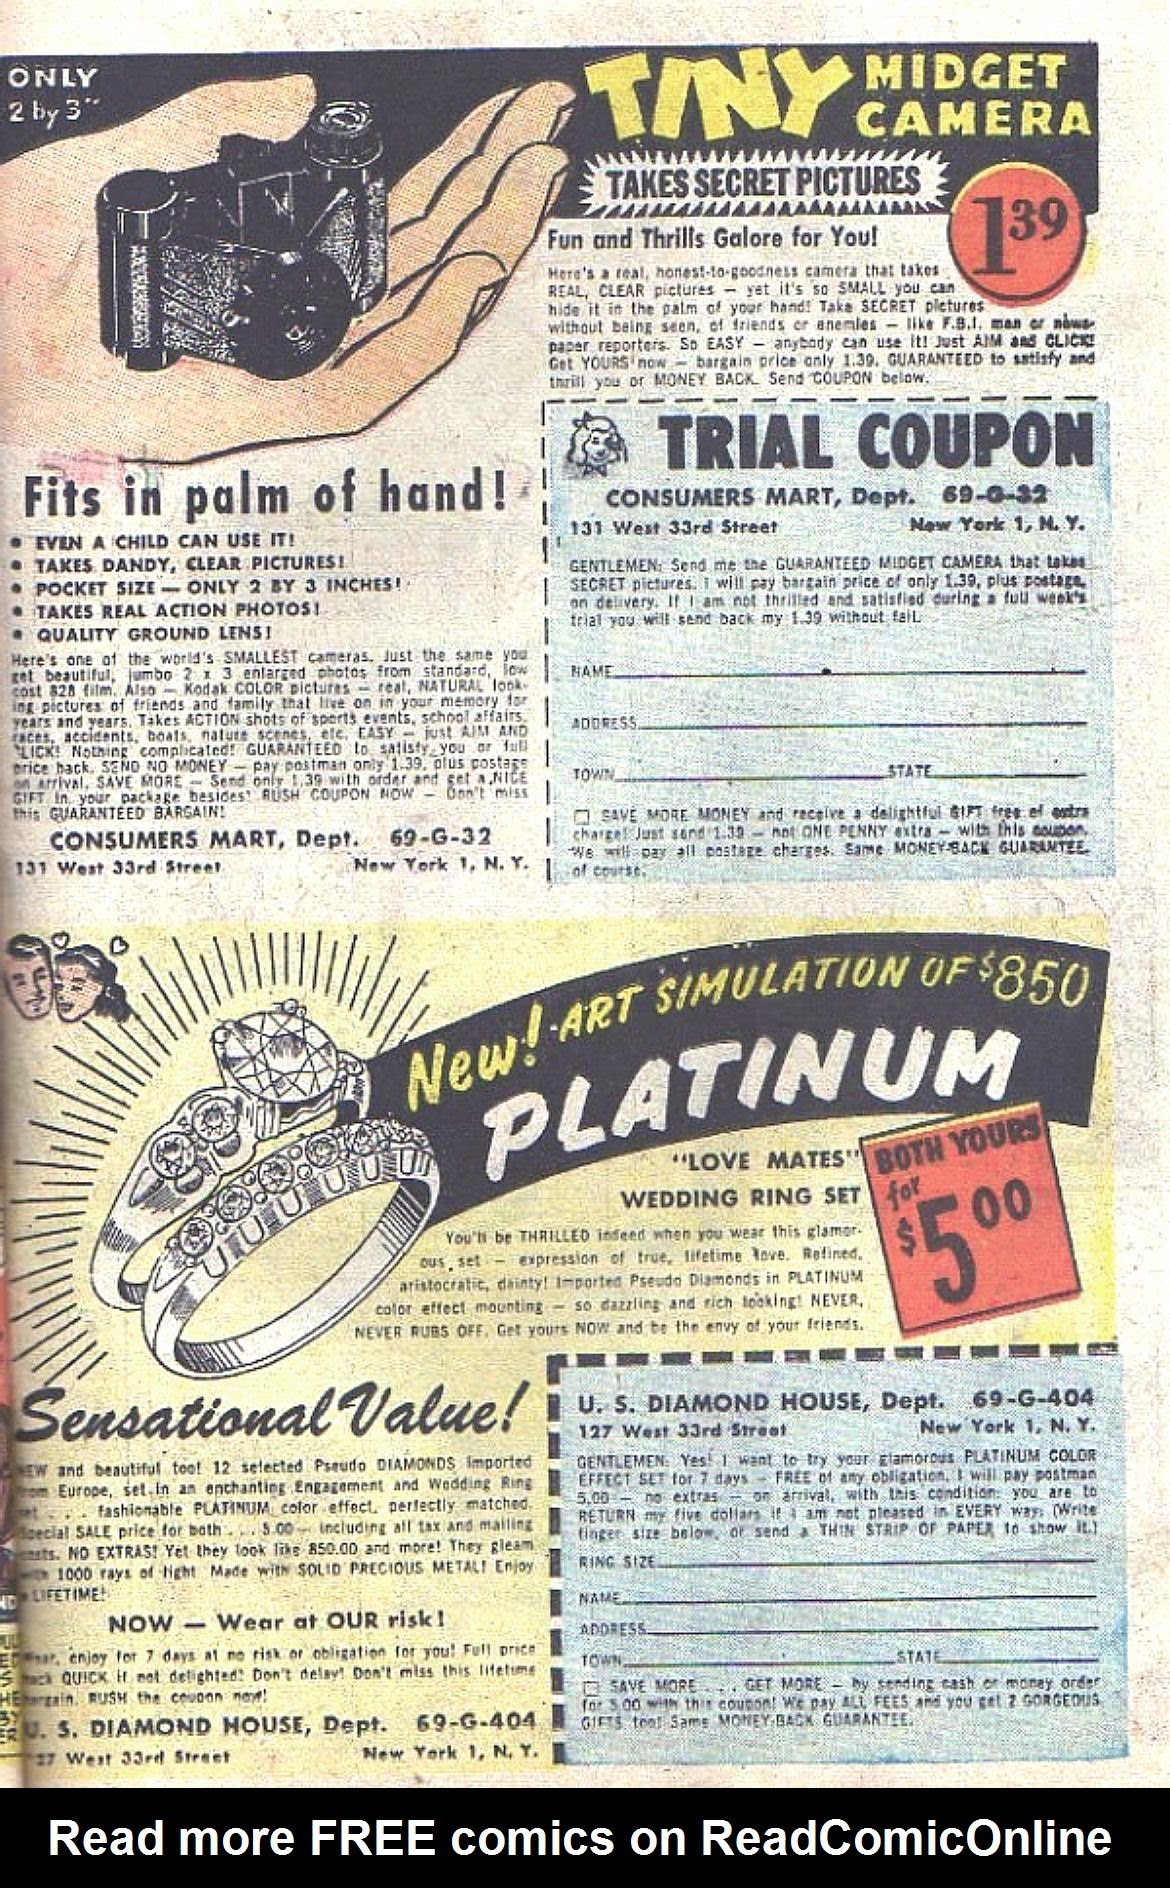 ONLY
2 by 3"
TINY MIDGET
CAMERA
TAKES SECRET PICTURES
1 39
Fun and Thrills Galore for You!
Here's a real, honest-to-goodness camera that takes
REAL, CLEAR pictures — yet it's so SMALL you can
hide it in the palm of your hand! Take SECRET pictures
without being seen, of friends or enemies — like F.B.I. man or news-
paper reporters. So EASY — anybody can use it! Just AIM and CLICK!
Get YOURS now — bargain price only 1.39. GUARANTEED to satisfy and
thrill you or MONEY BACK. Send COUPON below.
Fits in palm of hand!
• EVEN A CHILD CAN USE IT!
• TAKES DANDY, CLEAR PICTURES!
• POCKET SIZE — ONLY 2 BY 3 INCHES!
• TAKES REAL ACTION PHOTOS!
• QUALITY GROUND LENS!
Here's one of the world's SMALLEST cameras. Just the same you
get beautiful, jumbo 2 x 3 enlarged photos from standard, low
cost 828 film. Also — Kodak COLOR pictures — real, NATURAL look-
ing pictures of friends and family that live on in your memory for
years and years. Takes ACTION shots of sports events, school affairs,
races, accidents, boats, nature scenes, etc. EASY — just AIM AND
LICK! Nothing complicated! GUARANTEED to satisfy you or full
price back. SEND NO MONEY — pay postman only 1.39, plus postage
on arrival. SAVE MORE — Send only 1.39 with order and get a NICE
GIFT in your package besides! RUSH COUPON NOW — Don't miss
this GUARANTEED BARGAIN!
CONSUMERS MART, Dept. 69-G-32
131 West 33rd Street New York 1, N. Y.
TRIAL COUPON
CONSUMERS MART, Dept. 69-G-32
131 West 33rd Street New York 1, N. Y.
GENTLEMEN: Send me the GUARANTEED MIDGET CAMERA that takes
SECRET pictures. I will pay bargain price of only 1.39, plus postage,
on delivery. If I am not thrilled and satisfied during a full week's
trial you will send back my 1.39 without fail.
NAME
ADDRESS
TOWN STATE
□ SAVE MORE MONEY and receive a delightful GIFT free of extra
charge! Just send 1.39 — not ONE PENNY extra — with this coupon.
We will pay all postage charges. Same MONEY-BACK GUARANTEE,
of course.
New! ART SIMULATION OF $850
PLATINUM
"LOVE MATES"
WEDDING RING SET
BOTH YOURS
for
$5 00
You'll be THRILLED indeed when you wear this glamor-
ous set — expression of true, lifetime love. Refined,
aristocratic, dainty! Imported Pseudo Diamonds in PLATINUM
color effect mounting — so dazzling and rich looking! NEVER,
NEVER RUBS OFF. Get yours NOW and be the envy of your friends.
Sensational Value!
NEW and beautiful too! 12 selected Pseudo DIAMONDS imported
from Europe, set in an enchanting Engagement and Wedding Ring
set . . . fashionable PLATINUM color effect, perfectly matched.
Special SALE price for both . . . 5.00 — including all tax and mailing
costs. NO EXTRAS! Yet they look like 850.00 and more! They gleam
with 1000 rays of light. Made with SOLID PRECIOUS METAL! Enjoy
LIFETIME!
NOW — Wear at OUR risk!
Wear, enjoy for 7 days at no risk or obligation for you! Full price
back QUICK if not delighted! Don't delay! Don't miss this lifetime
bargain. RUSH the coupon now!
U. S. DIAMOND HOUSE, Dept. 69-G-404
27 West 33rd Street New York 1, N. Y.
U. S. DIAMOND HOUSE, Dept. 69-G-404
127 West 33rd Street New York 1, N. Y.
GENTLEMEN: Yes! I want to try your glamorous PLATINUM COLOR
EFFECT SET for 7 days — FREE of any obligation. I will pay postman
5.00 — no extras — on arrival, with this condition: you are to
RETURN my five dollars if I am not pleased in EVERY way: (Write
finger size below, or send a THIN STRIP OF PAPER to show it.)
RING SIZE
NAME
ADDRESS
TOWN STATE
□ SAVE MORE . . . GET MORE — by sending cash or money order
for 5.00 with this coupon! We pay ALL FEES and you get 2 GORGEOUS
GIFTS too! Same MONEY-BACK GUARANTEE.
Read more FREE comics on ReadComicOnline